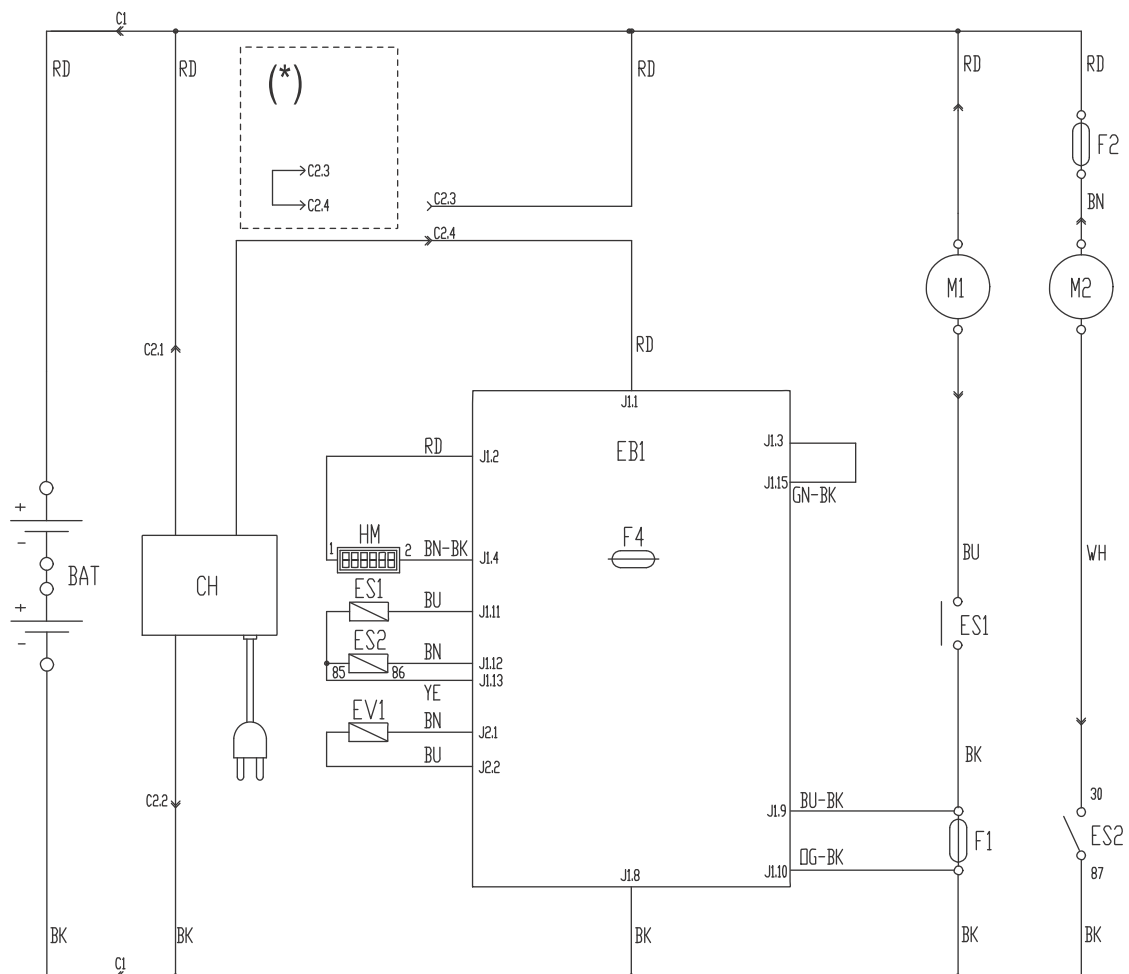 C1
RD
RD
(*)
RD
RD
RD
F2
C2.3
C2.4
C2.3
BN
C2.4
M1
M2
C2.1
RD
J1.1
RD
J1.2
EB1
J1.3
J1.15
GN-BK
+
-
BAT
+
-
CH
HM
1
2
BN-BK
J1.4
F4
BU
WH
ES1
BU
J1.11
ES1
ES2
BN
J1.12
85
86
J1.13
YE
EV1
BN
J2.1
BU
J2.2
BK
C2.2
BU-BK
J1.9
30
F1
ES2
OG-BK
J1.10
87
J1.8
BK
BK
BK
BK
BK
C1